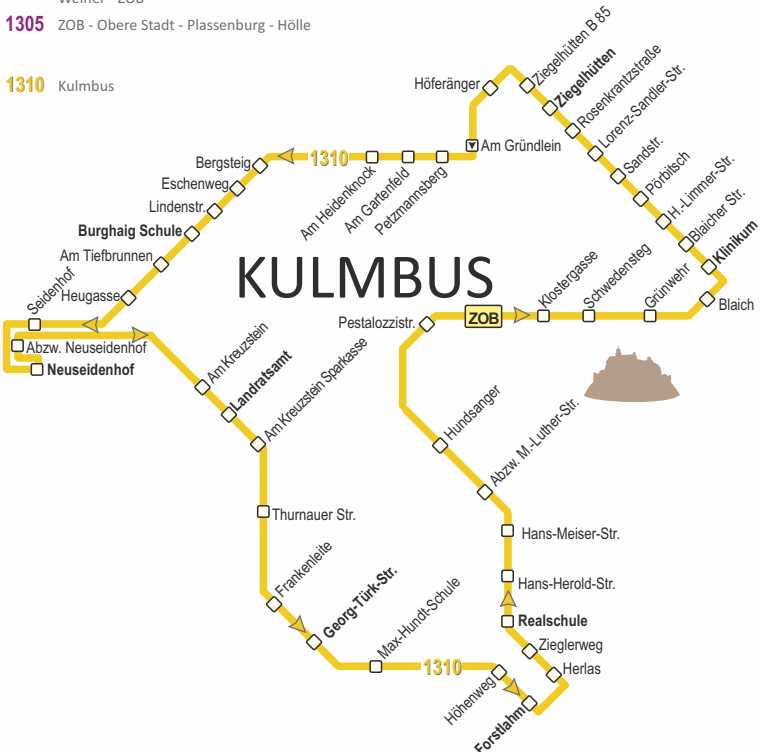 Weiher - ZOB
1305 ZOB - Obere Stadt - Plassenburg - Hölle
1310 Kulmbus
Höferänger
Ziegelhütten B 85
Ziegelhütten
Rosenkrantzstraße
Lorenz-Sandler-Str.
Sandstr.
Pörbitsch
H.-Limmer-Str.
Blaicher Str.
Klinikum
Blaich
Am Gründlein
Petzmannsberg
Am Gartenfeld
Am Heidenknock
1310
Bergsteig
Eschenweg
Lindenstr.
Burghaig Schule
Am Tiefbrunnen
Heugasse
Seidenhof
Abzw. Neuseidenhof
Neuseidenhof
KULMBUS
Pestalozzistr.
ZOB
Klostergasse
Schwedensteg
Grünwehr
Am Kreuzstein
Landratsamt
Am Kreuzstein Sparkasse
Hundsanger
Abzw. M.-Luther-Str.
Thurnauer Str.
Hans-Meiser-Str.
Frankenleite
Hans-Herold-Str.
Georg-Türk-Str.
Realschule
Max-Hundt-Schule
Zieglerweg
1310
Herlas
Höhenweg
Forstlahm